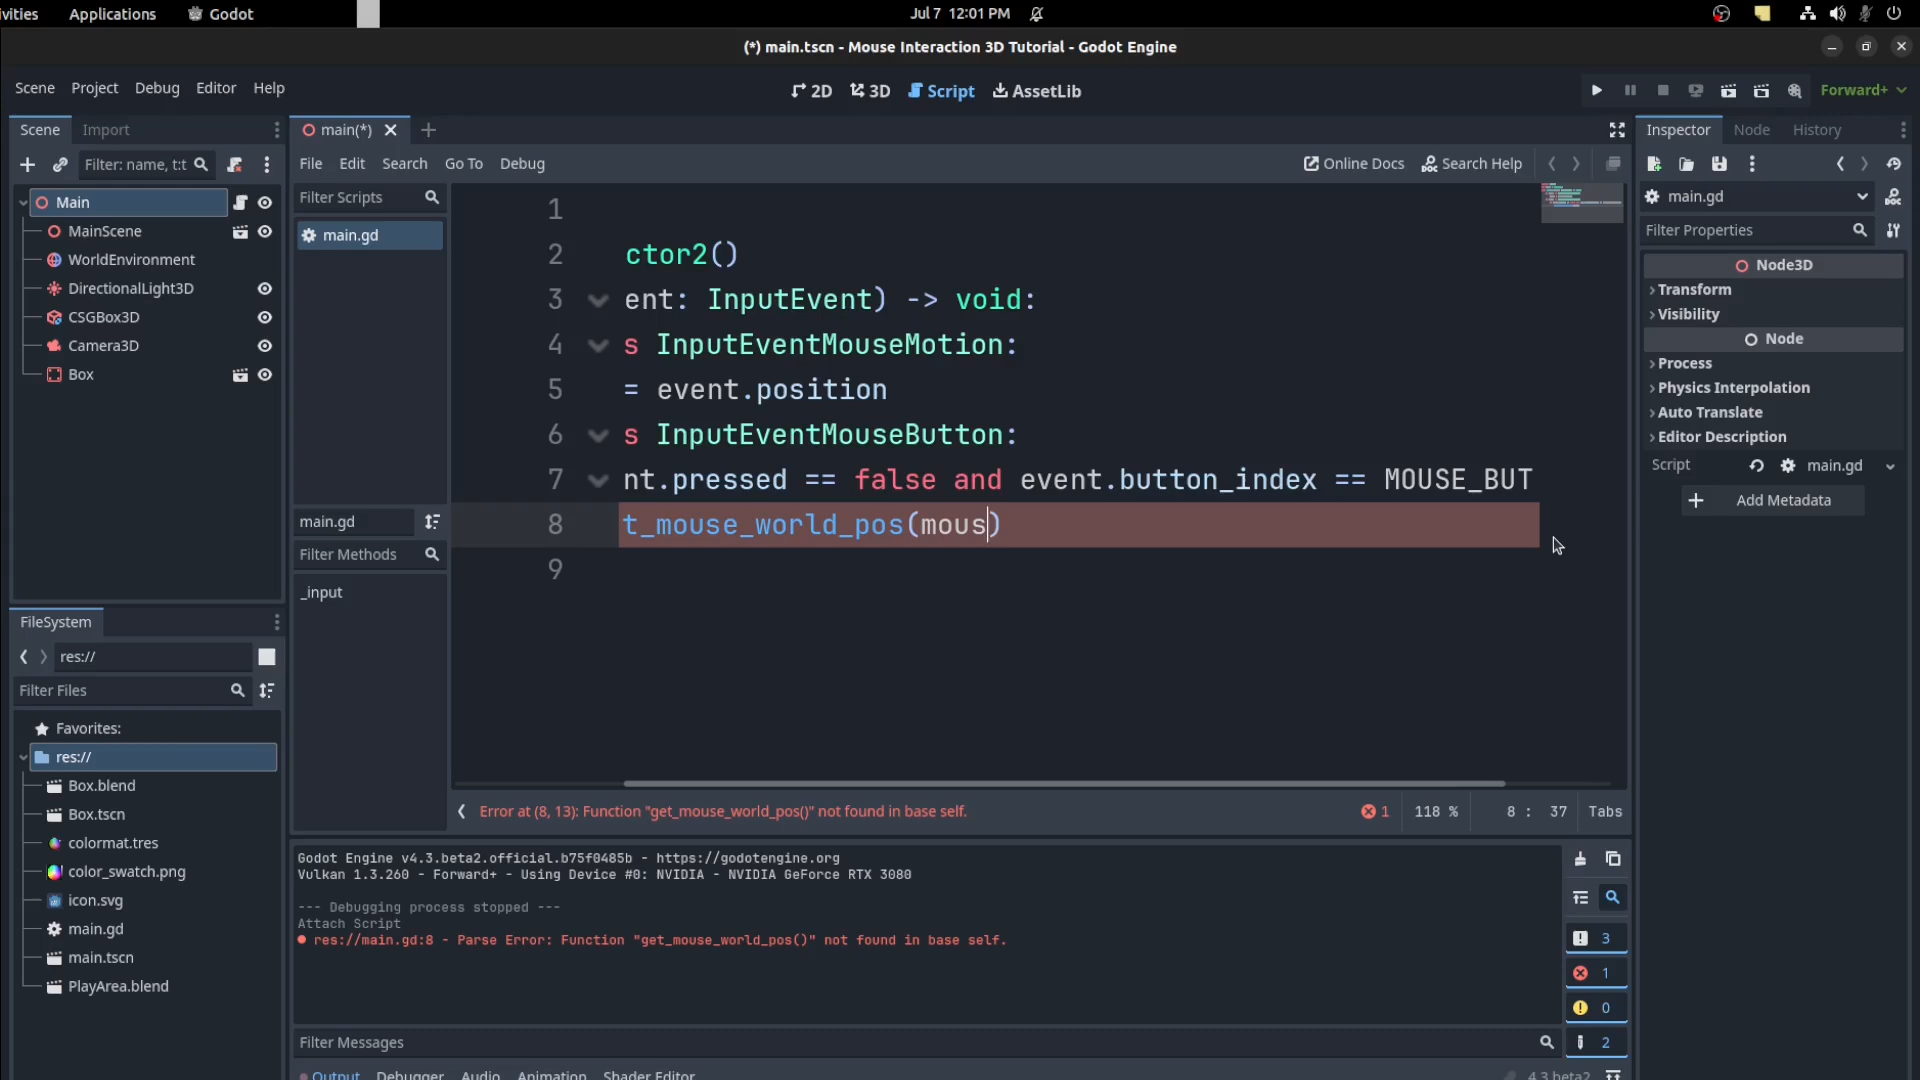 vities Applications Godot Jul 7 12:01 PM
(*) main.tscn - Mouse Interaction 3D Tutorial - Godot Engine
Scene Project Debug Editor Help 2D 3D Script AssetLib Forward+
Scene Import main(*) Inspector Node History
Filter: name, t:t File Edit Search Go To Debug Online Docs Search Help
Main Filter Scripts main.gd
MainScene main.gd Filter Properties
WorldEnvironment
DirectionalLight3D
CSGBox3D
Camera3D
Box
1
2 ctor2()
3 ent: InputEvent) -> void:
4 s InputEventMouseMotion:
5 = event.position
6 s InputEventMouseButton:
7 nt.pressed == false and event.button_index == MOUSE_BUT
8 t_mouse_world_pos(mous)
9
Node3D
Transform
Visibility
Node
Process
Physics Interpolation
Auto Translate
Editor Description
Script main.gd
Add Metadata
main.gd
Filter Methods
_input
FileSystem
res://
Filter Files
Favorites:
res://
Box.blend
Box.tscn
colormat.tres
color_swatch.png
icon.svg
main.gd
main.tscn
PlayArea.blend
Error at (8, 13): Function "get_mouse_world_pos()" not found in base self. 1 118 % 8 : 37 Tabs
Godot Engine v4.3.beta2.official.b75f0485b - https://godotengine.org
Vulkan 1.3.260 - Forward+ - Using Device #0: NVIDIA - NVIDIA GeForce RTX 3080
--- Debugging process stopped ---
Attach Script
res://main.gd:8 - Parse Error: Function "get_mouse_world_pos()" not found in base self.
3
1
0
2
Filter Messages
Output Debugger Audio Animation Shader Editor 4.3.beta2